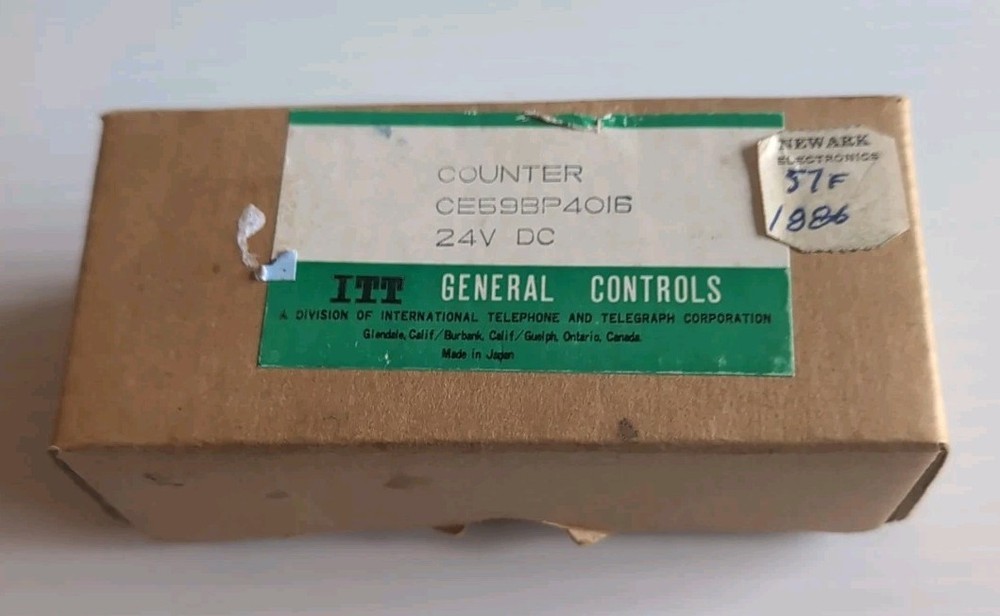 COUNTER
CE59BP4016
24V DC
ITT GENERAL CONTROLS
A DIVISION OF INTERNATIONAL TELEPHONE AND TELEGRAPH CORPORATION
Glendale, Calif/Burbank, Calif/Guelph, Ontario, Canada.
Made in Japan
NEWARK
ELECTRONICS
57F
1886